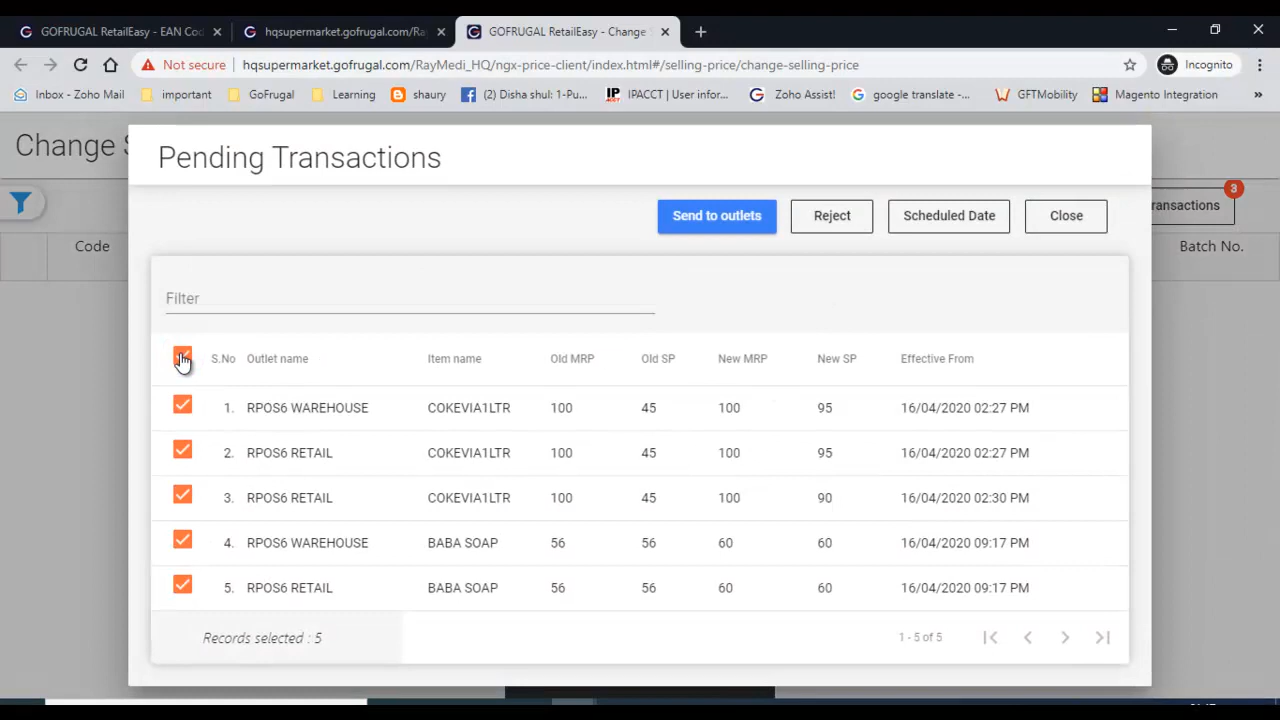 GOFRUGAL RetailEasy - EAN Cod
hqsupermarket.gofrugal.com/Ray
GOFRUGAL RetailEasy - Change S
Not secure hqsupermarket.gofrugal.com/RayMedi_HQ/ngx-price-client/index.html#/selling-price/change-selling-price
Incognito
Inbox - Zoho Mail important GoFrugal Learning shaury (2) Disha shul: 1-Pu... IPACCT | User infor... Zoho Assist! google translate -... GFTMobility Magento Integration »
Change S
Pending Transactions
3
ransactions
Send to outlets Reject Scheduled Date Close
Code
Batch No.
Filter
S.No Outlet name Item name Old MRP Old SP New MRP New SP Effective From
1. RPOS6 WAREHOUSE COKEVIA1LTR 100 45 100 95 16/04/2020 02:27 PM
2. RPOS6 RETAIL COKEVIA1LTR 100 45 100 95 16/04/2020 02:27 PM
3. RPOS6 RETAIL COKEVIA1LTR 100 45 100 90 16/04/2020 02:30 PM
4. RPOS6 WAREHOUSE BABA SOAP 56 56 60 60 16/04/2020 09:17 PM
5. RPOS6 RETAIL BABA SOAP 56 56 60 60 16/04/2020 09:17 PM
Records selected : 5
1 - 5 of 5